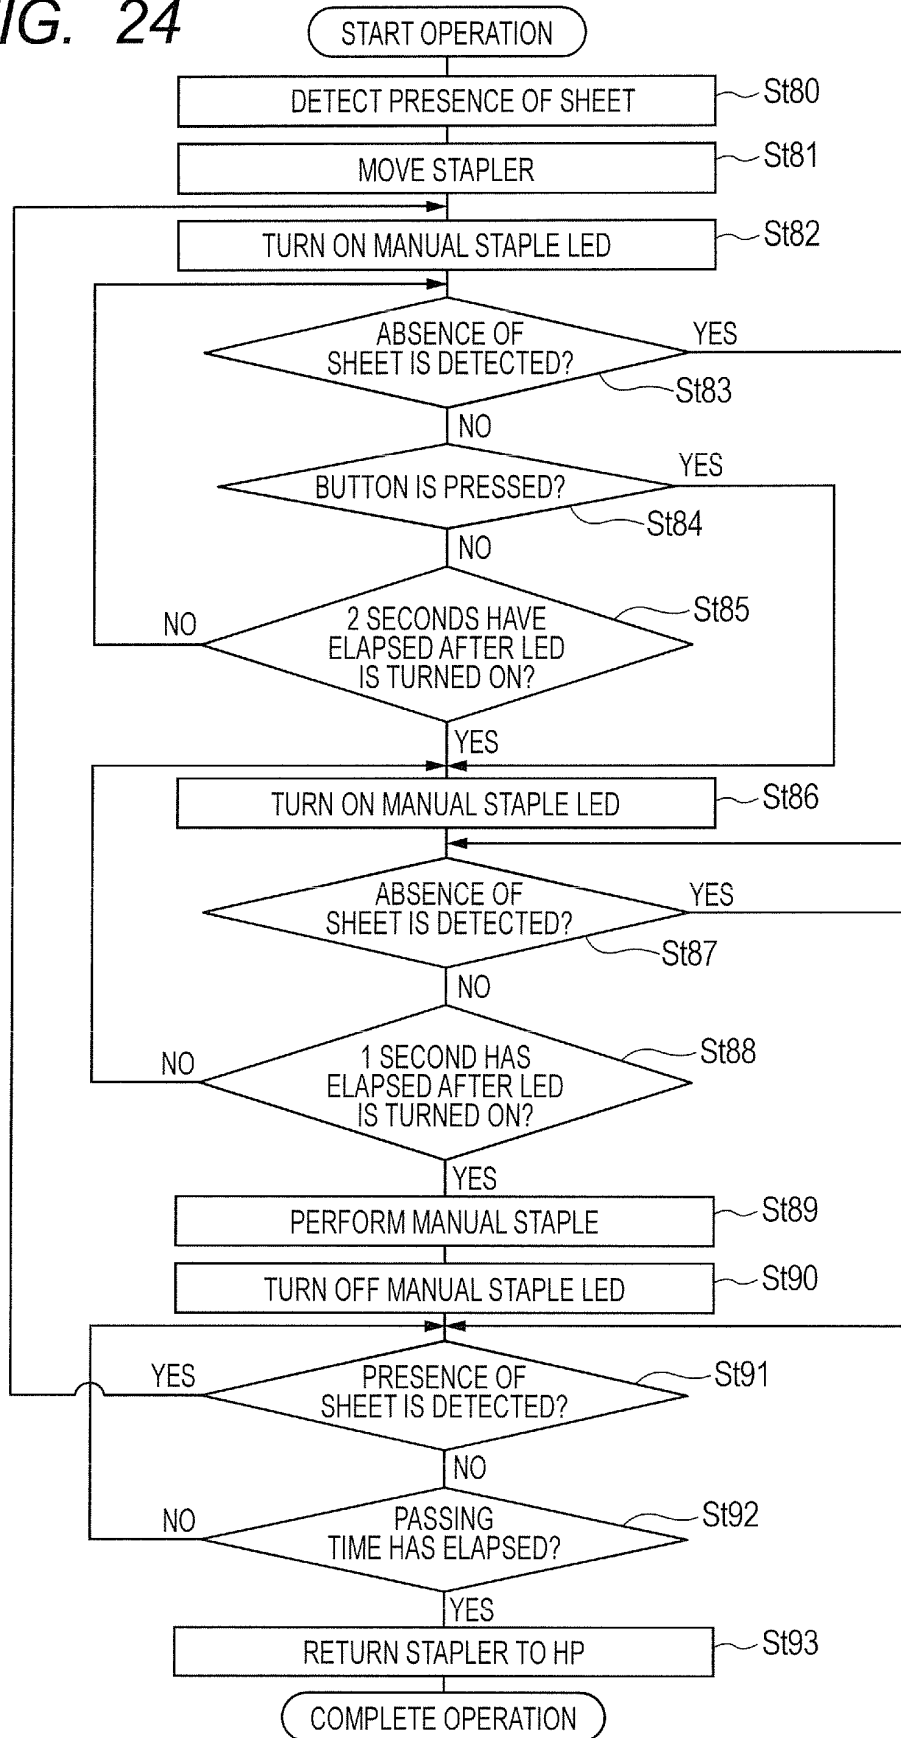 IG. 24
START OPERATION
DETECT PRESENCE OF SHEET
St80
MOVE STAPLER
St81
TURN ON MANUAL STAPLE LED
St82
ABSENCE OF
SHEET IS DETECTED?
YES
St83
NO
BUTTON IS PRESSED?
YES
St84
NO
2 SECONDS HAVE
ELAPSED AFTER LED
IS TURNED ON?
NO
St85
YES
TURN ON MANUAL STAPLE LED
St86
ABSENCE OF
SHEET IS DETECTED?
YES
St87
NO
1 SECOND HAS
ELAPSED AFTER LED
IS TURNED ON?
NO
St88
YES
PERFORM MANUAL STAPLE
St89
TURN OFF MANUAL STAPLE LED
St90
PRESENCE OF
SHEET IS DETECTED?
YES
St91
NO
PASSING
TIME HAS ELAPSED?
NO
St92
YES
RETURN STAPLER TO HP
St93
COMPLETE OPERATION